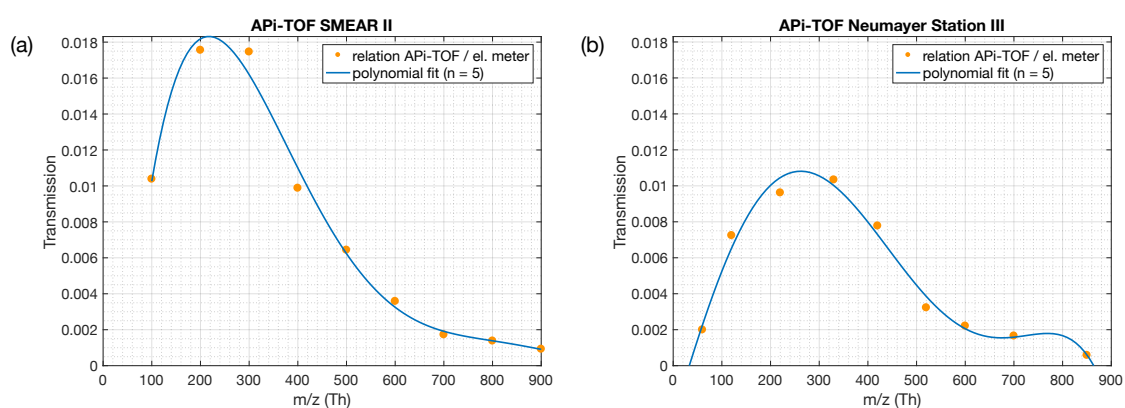 (a)
APi-TOF SMEAR II
relation APi-TOF / el. meter
polynomial fit (n = 5)
Transmission
0.018
0.016
0.014
0.012
0.01
0.008
0.006
0.004
0.002
0
0 100 200 300 400 500 600 700 800 900
m/z (Th)
(b)
APi-TOF Neumayer Station III
relation APi-TOF / el. meter
polynomial fit (n = 5)
Transmission
0.018
0.016
0.014
0.012
0.01
0.008
0.006
0.004
0.002
0
0 100 200 300 400 500 600 700 800 900
m/z (Th)